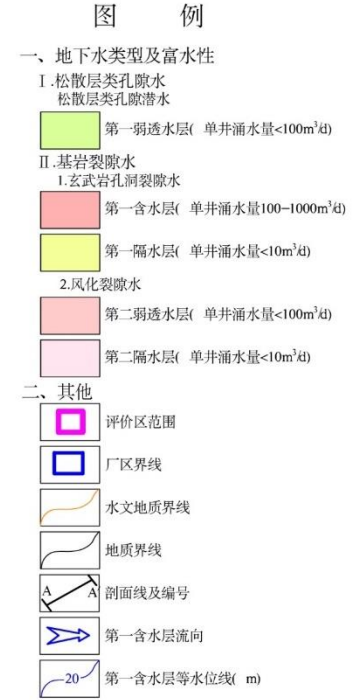 图 例
一、地下水类型及富水性
Ⅰ.松散层类孔隙水
松散层类孔隙潜水
第一弱透水层( 单井涌水量<100m³/d)
Ⅱ.基岩裂隙水
1.玄武岩孔洞裂隙水
第一含水层( 单井涌水量100-1000m³/d)
第一隔水层( 单井涌水量<10m³/d)
2.风化裂隙水
第二弱透水层( 单井涌水量<100m³/d)
第二隔水层( 单井涌水量<10m³/d)
二、其他
评价区范围
厂区界线
水文地质界线
地质界线
A A' 剖面线及编号
第一含水层流向
20 第一含水层等水位线( m)